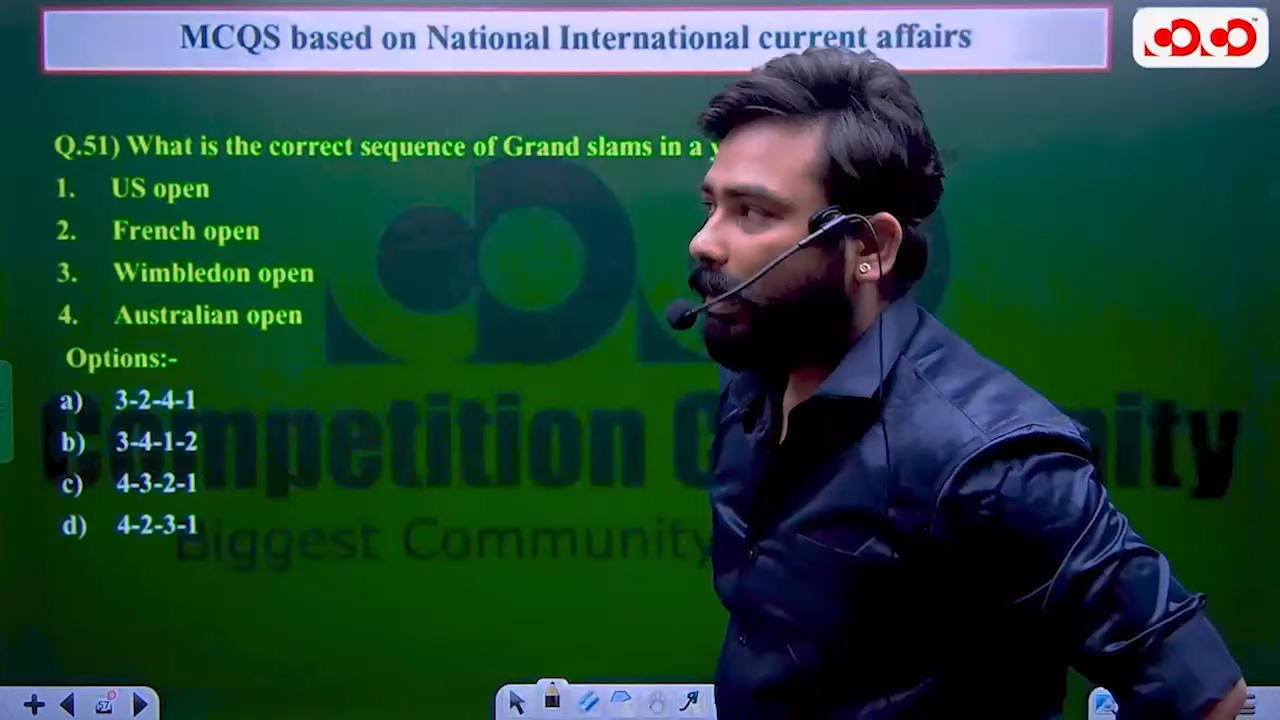 MCQS based on National International current affairs
Q.51) What is the correct sequence of Grand slams in a
1. US open
2. French open
3. Wimbledon open
4. Australian open
Options:-
a) 3-2-4-1
b) 3-4-1-2
c) 4-3-2-1
d) 4-2-3-1
Competition
Biggest Community
57